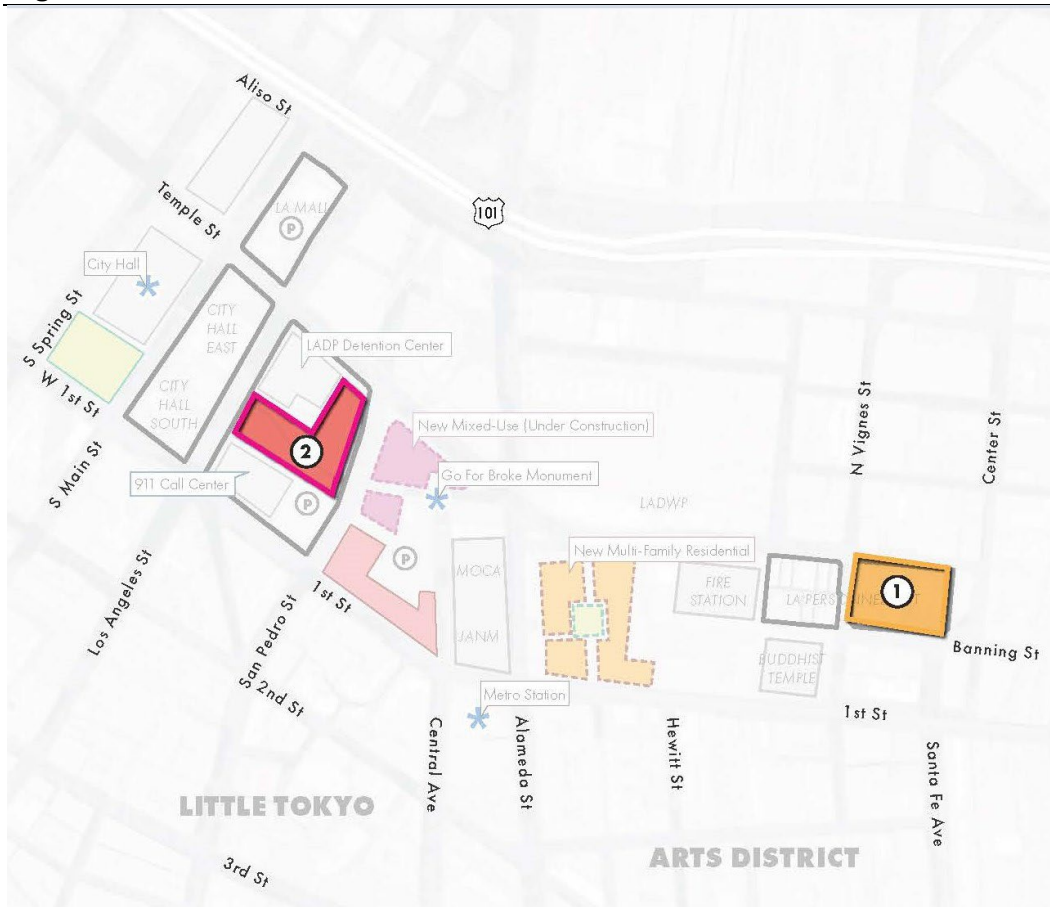 Aliso St
LA MALL
P
Temple St
101
City Hall
S Spring St
CITY
HALL
EAST
LADP Detention Center
W 1st St
CITY
HALL
SOUTH
2
New Mixed-Use (Under Construction)
N Vignes St
Center St
S Main St
911 Call Center
P
Go For Broke Monument
LADWP
Los Angeles St
P
MOCA
New Multi-Family Residential
FIRE
STATION
1
San Pedro St
1st St
JANM
BUDDHIST
TEMPLE
Banning St
S 2nd St
Metro Station
1st St
Central Ave
Alameda St
Hewitt St
Santa Fe Ave
LITTLE TOKYO
ARTS DISTRICT
3rd St